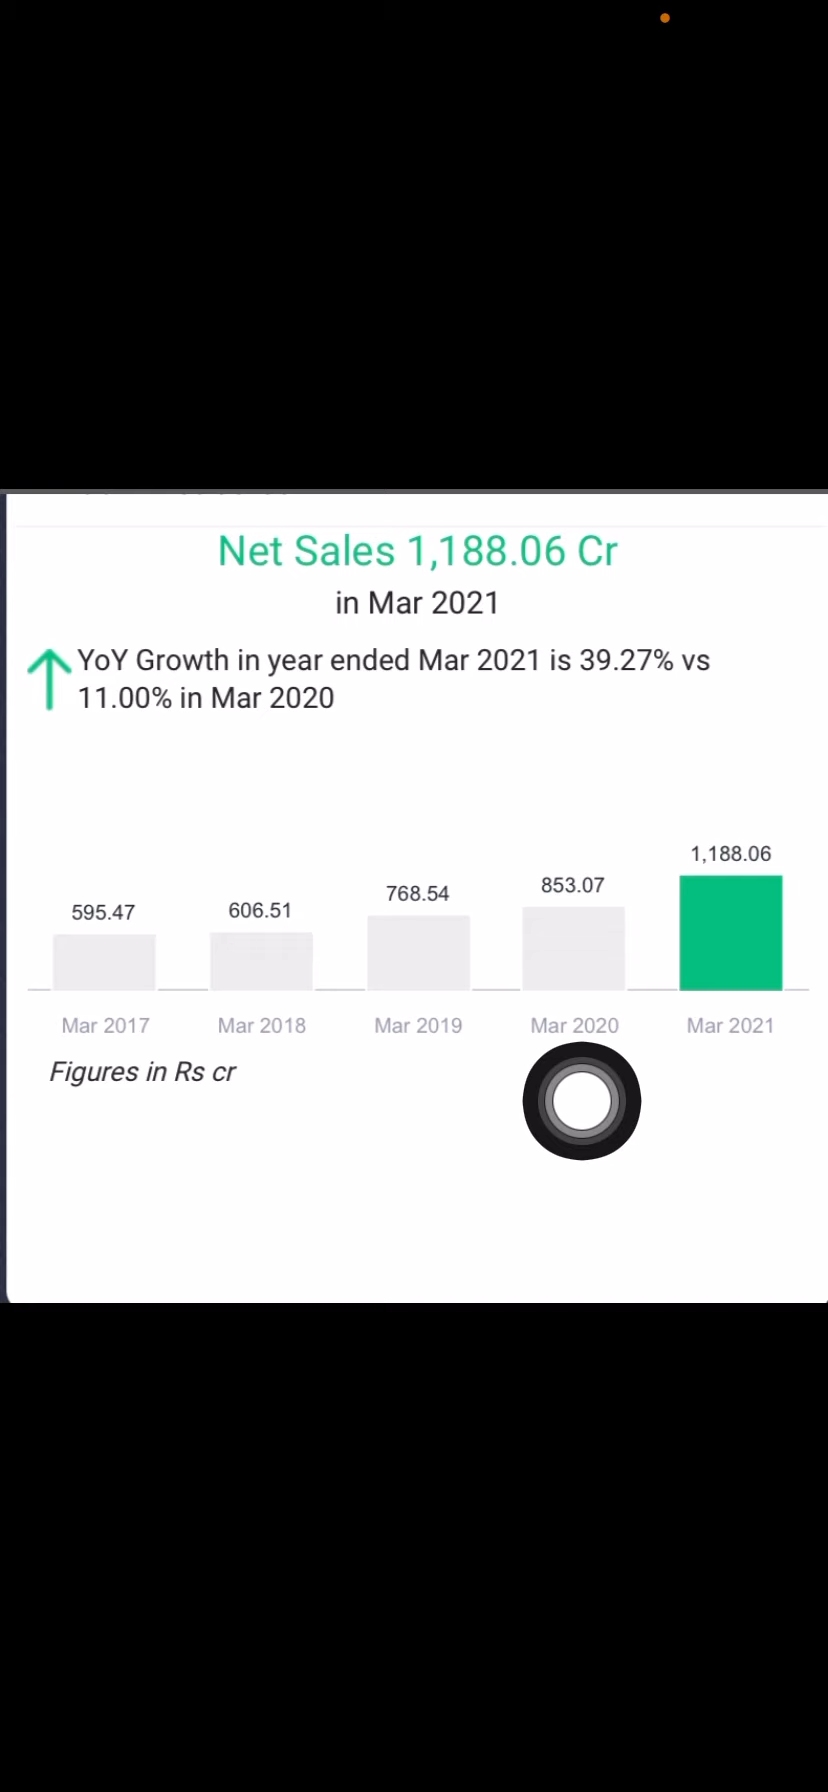 Net Sales 1,188.06 Cr
in Mar 2021
YoY Growth in year ended Mar 2021 is 39.27% vs
11.00% in Mar 2020
595.47
606.51
768.54
853.07
1,188.06
Mar 2017
Mar 2018
Mar 2019
Mar 2020
Mar 2021
Figures in Rs cr